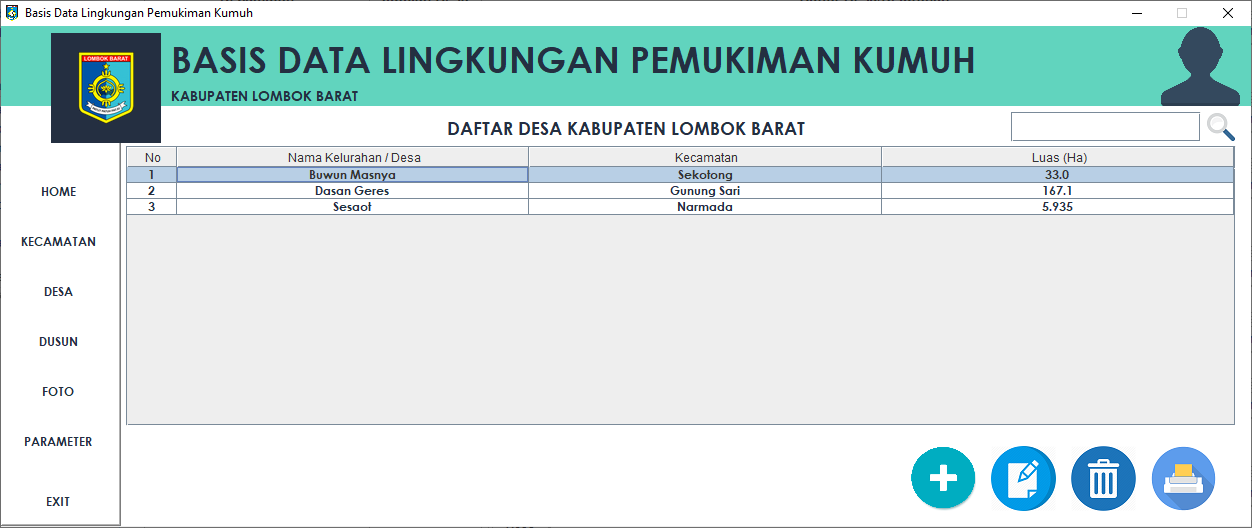 Basis Data Lingkungan Pemukiman Kumuh
LOMBOK BARAT
BASIS DATA LINGKUNGAN PEMUKIMAN KUMUH
KABUPATEN LOMBOK BARAT
DAFTAR DESA KABUPATEN LOMBOK BARAT
No Nama Kelurahan / Desa Kecamatan Luas (Ha)
1 Buwun Masnya Sekotong 33.0
2 Dasan Geres Gunung Sari 167.1
3 Sesaot Narmada 5.935
HOME
KECAMATAN
DESA
DUSUN
FOTO
PARAMETER
EXIT